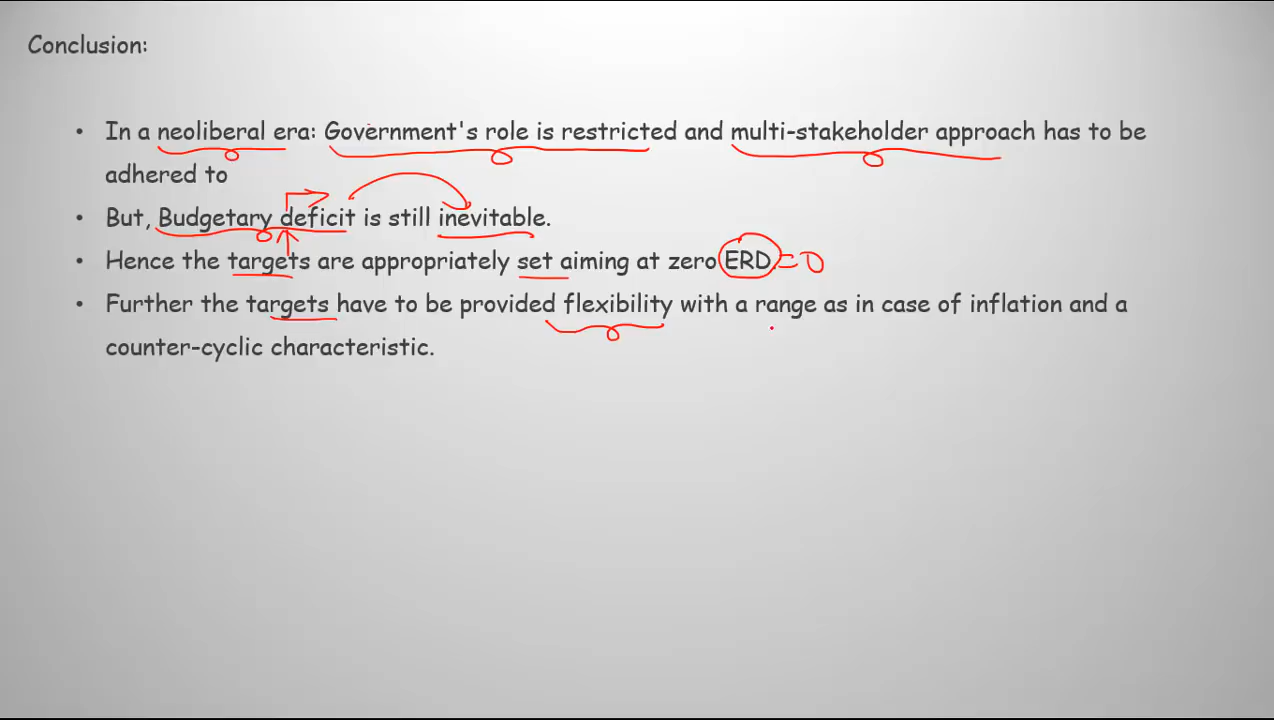 Conclusion:
• In a neoliberal era: Government's role is restricted and multi-stakeholder approach has to be
adhered to
• But, Budgetary deficit is still inevitable.
• Hence the targets are appropriately set aiming at zero ERD =0
• Further the targets have to be provided flexibility with a range as in case of inflation and a
counter-cyclic characteristic.